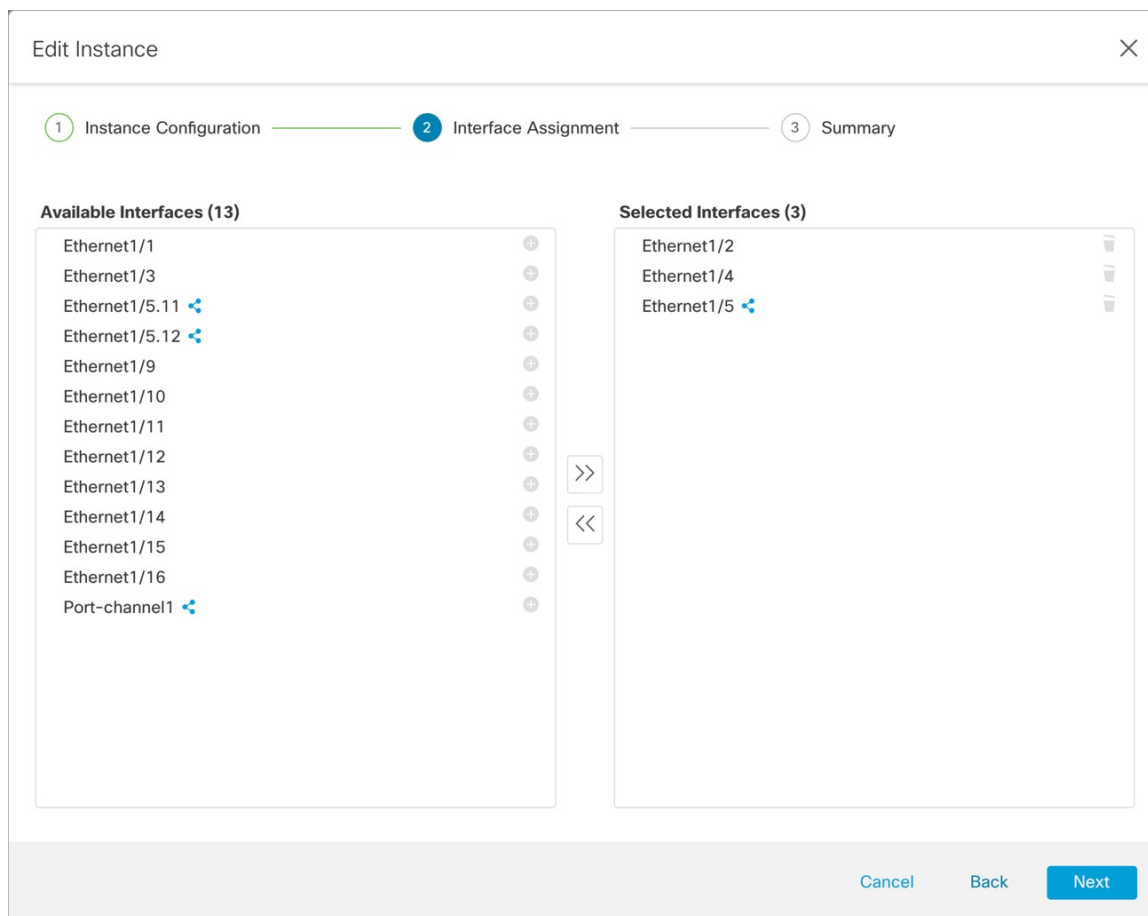 Edit Instance
1 Instance Configuration 2 Interface Assignment 3 Summary
Available Interfaces (13)
Ethernet1/1
Ethernet1/3
Ethernet1/5.11
Ethernet1/5.12
Ethernet1/9
Ethernet1/10
Ethernet1/11
Ethernet1/12
Ethernet1/13
Ethernet1/14
Ethernet1/15
Ethernet1/16
Port-channel1
Selected Interfaces (3)
Ethernet1/2
Ethernet1/4
Ethernet1/5
Cancel Back Next